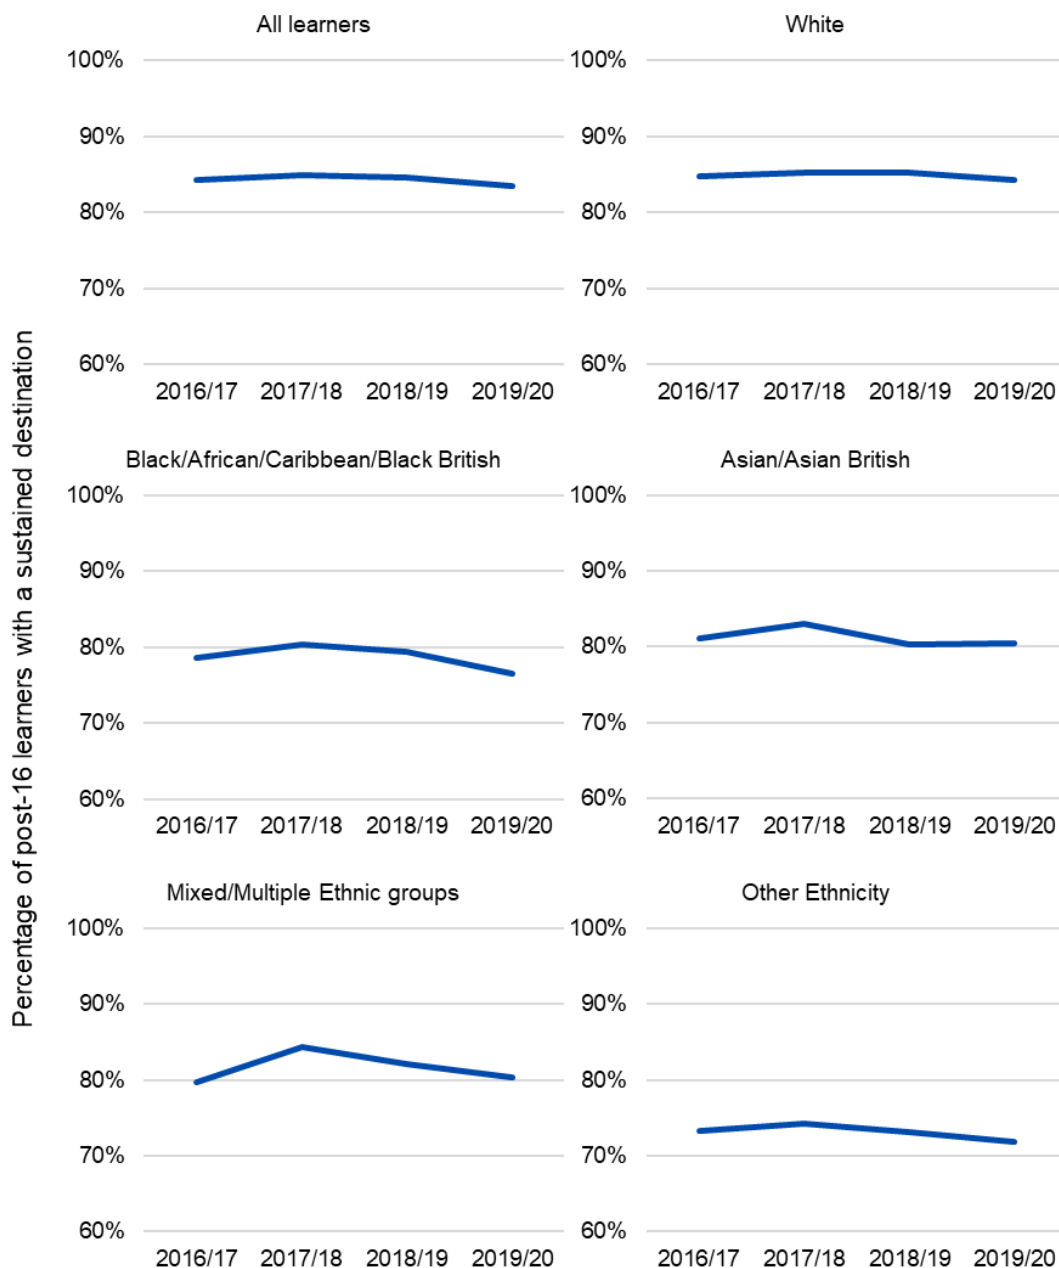 Percentage of post-16 learners with a sustained destination
All learners
100%
90%
80%
70%
60%
2016/17 2017/18 2018/19 2019/20
White
100%
90%
80%
70%
60%
2016/17 2017/18 2018/19 2019/20
Black/African/Caribbean/Black British
100%
90%
80%
70%
60%
2016/17 2017/18 2018/19 2019/20
Asian/Asian British
100%
90%
80%
70%
60%
2016/17 2017/18 2018/19 2019/20
Mixed/Multiple Ethnic groups
100%
90%
80%
70%
60%
2016/17 2017/18 2018/19 2019/20
Other Ethnicity
100%
90%
80%
70%
60%
2016/17 2017/18 2018/19 2019/20